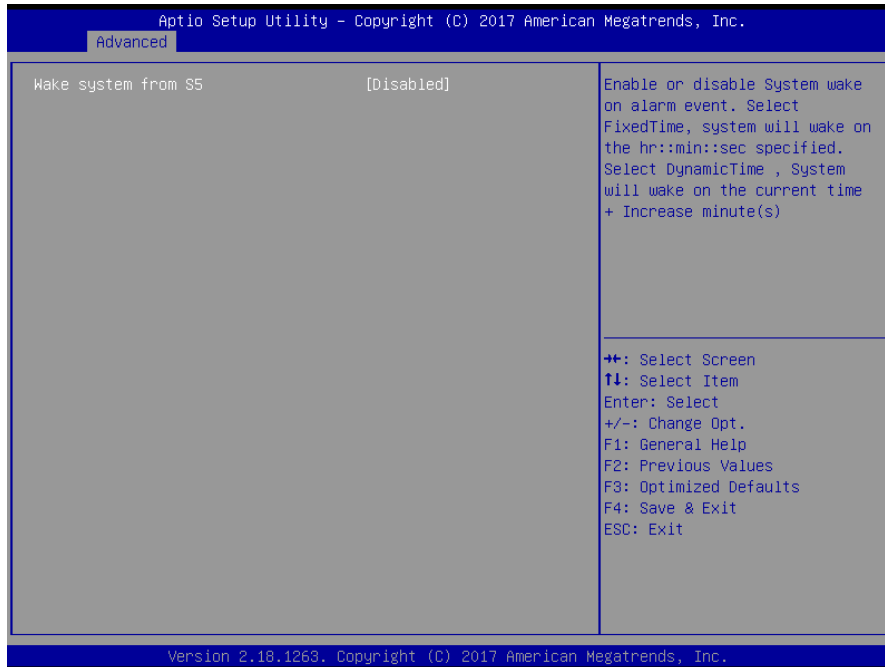 Aptio Setup Utility – Copyright (C) 2017 American Megatrends, Inc.
Advanced
Wake system from S5 [Disabled]
Enable or disable System wake
on alarm event. Select
FixedTime, system will wake on
the hr::min::sec specified.
Select DynamicTime , System
will wake on the current time
+ Increase minute(s)
→←: Select Screen
↑↓: Select Item
Enter: Select
+/-: Change Opt.
F1: General Help
F2: Previous Values
F3: Optimized Defaults
F4: Save & Exit
ESC: Exit
Version 2.18.1263. Copyright (C) 2017 American Megatrends, Inc.